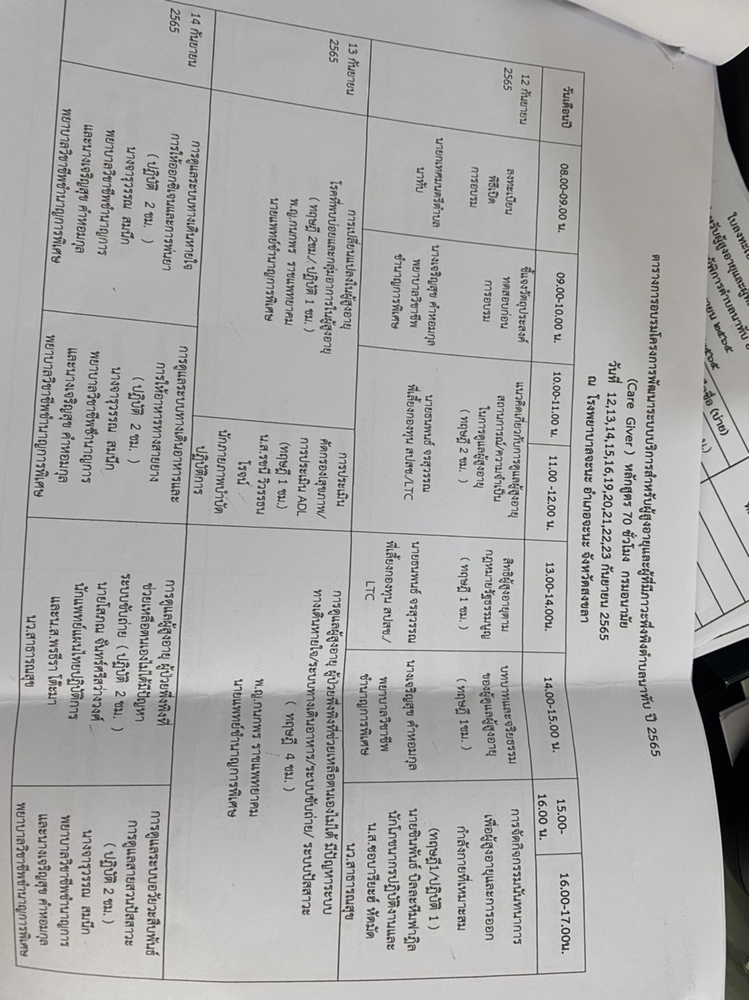 ตารางการอบรมโครงการพัฒนาระบบบริการสำหรับผู้สูงอายุและผู้ที่มีภาวะพึ่งพิงตำบลนาทับ ปี 2565
(Care Giver ) หลักสูตร 70 ชั่วโมง กรมอนามัย
วันที่ 12,13,14,15,16,19,20,21,22,23 กันยายน 2565
ณ โรงพยาบาลจะนะ อำเภอจะนะ จังหวัดสงขลา
วันเดือนปี
08.00-09.00 น.
09.00-10.00 น.
10.00-11.00 น.
11.00 -12.00 น.
13.00-14.00น.
14.00-15.00 น.
15.00-
16.00 น.
16.00-17.00น.
12 กันยายน
2565
ลงทะเบียน
พิธีเปิด
การอบรม
นายกเทศมนตรีตำบล
นาทับ
ชี้แจงวัตถุประสงค์
ทดสอบก่อน
การอบรม
นางเจริญสุข คำหอมกุล
พยาบาลวิชาชีพ
ชำนาญการพิเศษ
แนวคิดเกี่ยวกับการดูแลผู้สูงอายุ
สถานการณ์/ความจำเป็น
ในการดูแลผู้สูงอายุ
( ทฤษฎี 2 ชม. )
นายธนพนธ์ จรสุวรรณ
พี่เลี้ยงกองทุน สปสช/LTC
สิทธิผู้สูงอายุตาม
กฎหมายรัฐธรรมนูญ
( ทฤษฎี 1 ชม. )
นายธนพนธ์ จรสุวรรณ
พี่เลี้ยงกองทุน สปสช./
LTC
บทบาทและจริยธรรม
ของผู้ดูแลผู้สูงอายุ
( ทฤษฎี 1ชม. )
นางเจริญสุข คำหอมกุล
พยาบาลวิชาชีพ
ชำนาญการพิเศษ
การจัดกิจกรรมนันทนาการ
เพื่อผู้สูงอายุและการออก
กำลังกายที่เหมาะสม
(ทฤษฎี1/ปฏิบัติ 1 )
นายชินพันธ์ บิลละทีมฟาฎิล
นักโภชนากรปฏิบัติงานและ
น.ส.ชอบารียะฮ์ หัดมัด
นว.สาธารณสุข
13 กันยายน
2565
การเปลี่ยนแปลงในผู้สูงอายุ
โรคที่พบบ่อยและกลุ่มอาการในผู้สูงอายุ
( ทฤษฎี 2ชม./ ปฏิบัติ 1 ชม. )
พ.ญ.กนกพร ราชแพทยาคม
นายแพทย์ชำนาญการพิเศษ
การประเมิน
คัดกรองสุขภาพ/
การประเมิน ADL
(ทฤษฎี 1 ชม.)
น.ส.รชนี วิวรรธน
โรจน์
นักกายภาพบำบัด
ปฏิบัติการ
การดูแลผู้สูงอายุ ผู้ป่วยพึ่งพิงที่ช่วยเหลือตนเองไม่ได้ มีปัญหาระบบ
ทางเดินหายใจ/ระบบทางเดินอาหาร/ระบบขับถ่าย/ ระบบปัสสาวะ
( ทฤษฎี 4 ชม. )
พ.ญ.กนกพร ราชแพทยาคม
นายแพทย์ชำนาญการพิเศษ
14 กันยายน
2565
การดูแลระบบทางเดินหายใจ
การให้ออกซิเจนและการพ่นยา
( ปฏิบัติ 2 ชม. )
นางจารุวรรณ สมนึก
พยาบาลวิชาชีพชำนาญการ
และนางเจริญสุข คำหอมกุล
พยาบาลวิชาชีพชำนาญการพิเศษ
การดูแลระบบทางเดินอาหารและ
การให้อาหารทางสายยาง
( ปฏิบัติ 2 ชม. )
นางจารุวรรณ สมนึก
พยาบาลวิชาชีพชำนาญการ
และนางเจริญสุข คำหอมกุล
พยาบาลวิชาชีพชำนาญการพิเศษ
การดูแลผู้สูงอายุ ผู้ป่วยพึ่งพิงที่
ช่วยเหลือตนเองไม่ได้มีปัญหา
ระบบขับถ่าย ( ปฏิบัติ 2 ชม. )
นายโสภณ จันทร์ศรีสว่างวงศ์
นักแพทย์แผนไทยปฏิบัติการ
และน.ส.พรธีรา โต๊ะมา
นว.สาธารณสุข
การดูแลระบบอวัยวะสืบพันธ์
การดูแลสายสวนปัสสาวะ
( ปฏิบัติ 2 ชม. )
นางจารุวรรณ สมนึก
พยาบาลวิชาชีพชำนาญการ
และนางเจริญสุข คำหอมกุล
พยาบาลวิชาชีพชำนาญการพิเศษ